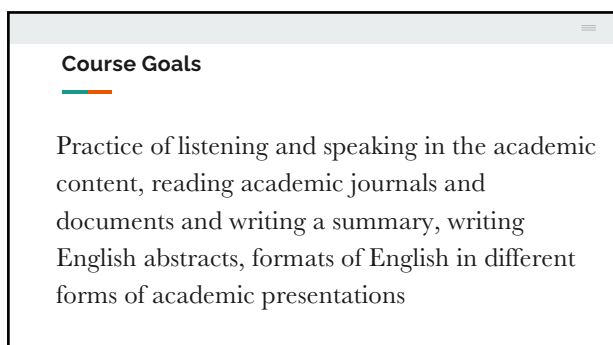 Course Goals
Practice of listening and speaking in the academic
content, reading academic journals and
documents and writing a summary, writing
English abstracts, formats of English in different
forms of academic presentations